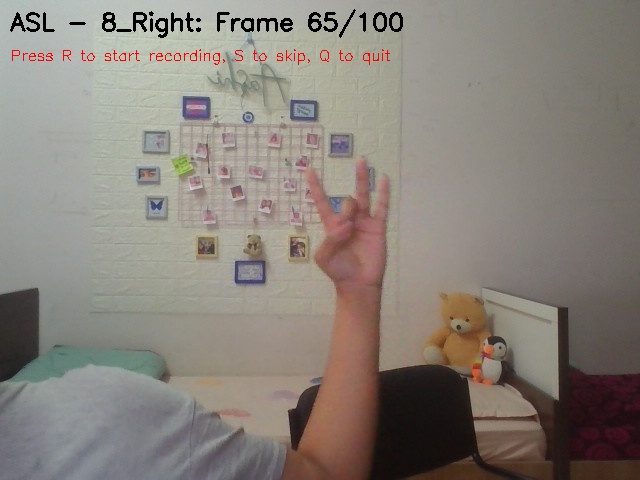 ASL - 8_Right: Frame 65/100
Press R to start recording, S to skip, Q to quit